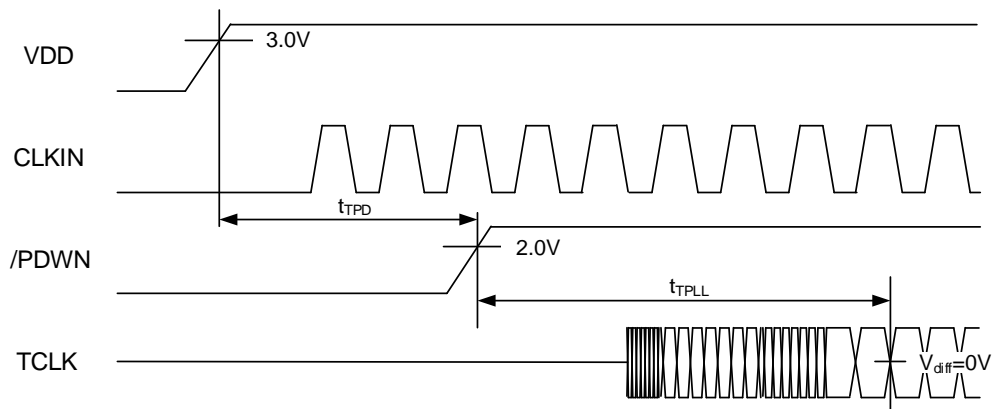 VDD
3.0V
CLKIN
tTPD
/PDWN
2.0V
tTPLL
TCLK
Vdiff=0V